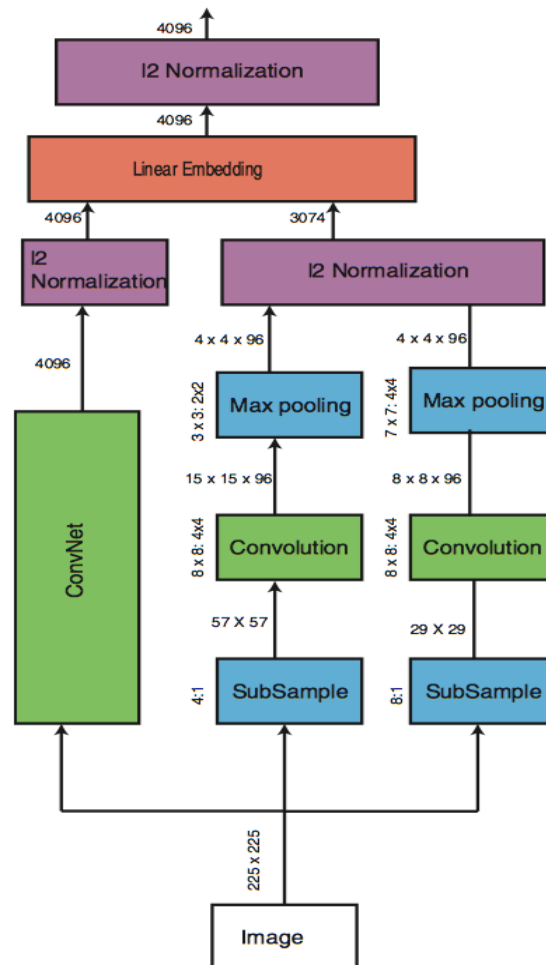 4096
l2 Normalization
4096
Linear Embedding
4096
3074
l2
Normalization
l2 Normalization
4096
4 x 4 x 96
4 x 4 x 96
3 x 3: 2x2
Max pooling
7 x 7: 4x4
Max pooling
15 x 15 x 96
8 x 8 x 96
ConvNet
8 x 8: 4x4
Convolution
8 x 8: 4x4
Convolution
57 X 57
29 X 29
4:1
SubSample
8:1
SubSample
225 x 225
Image